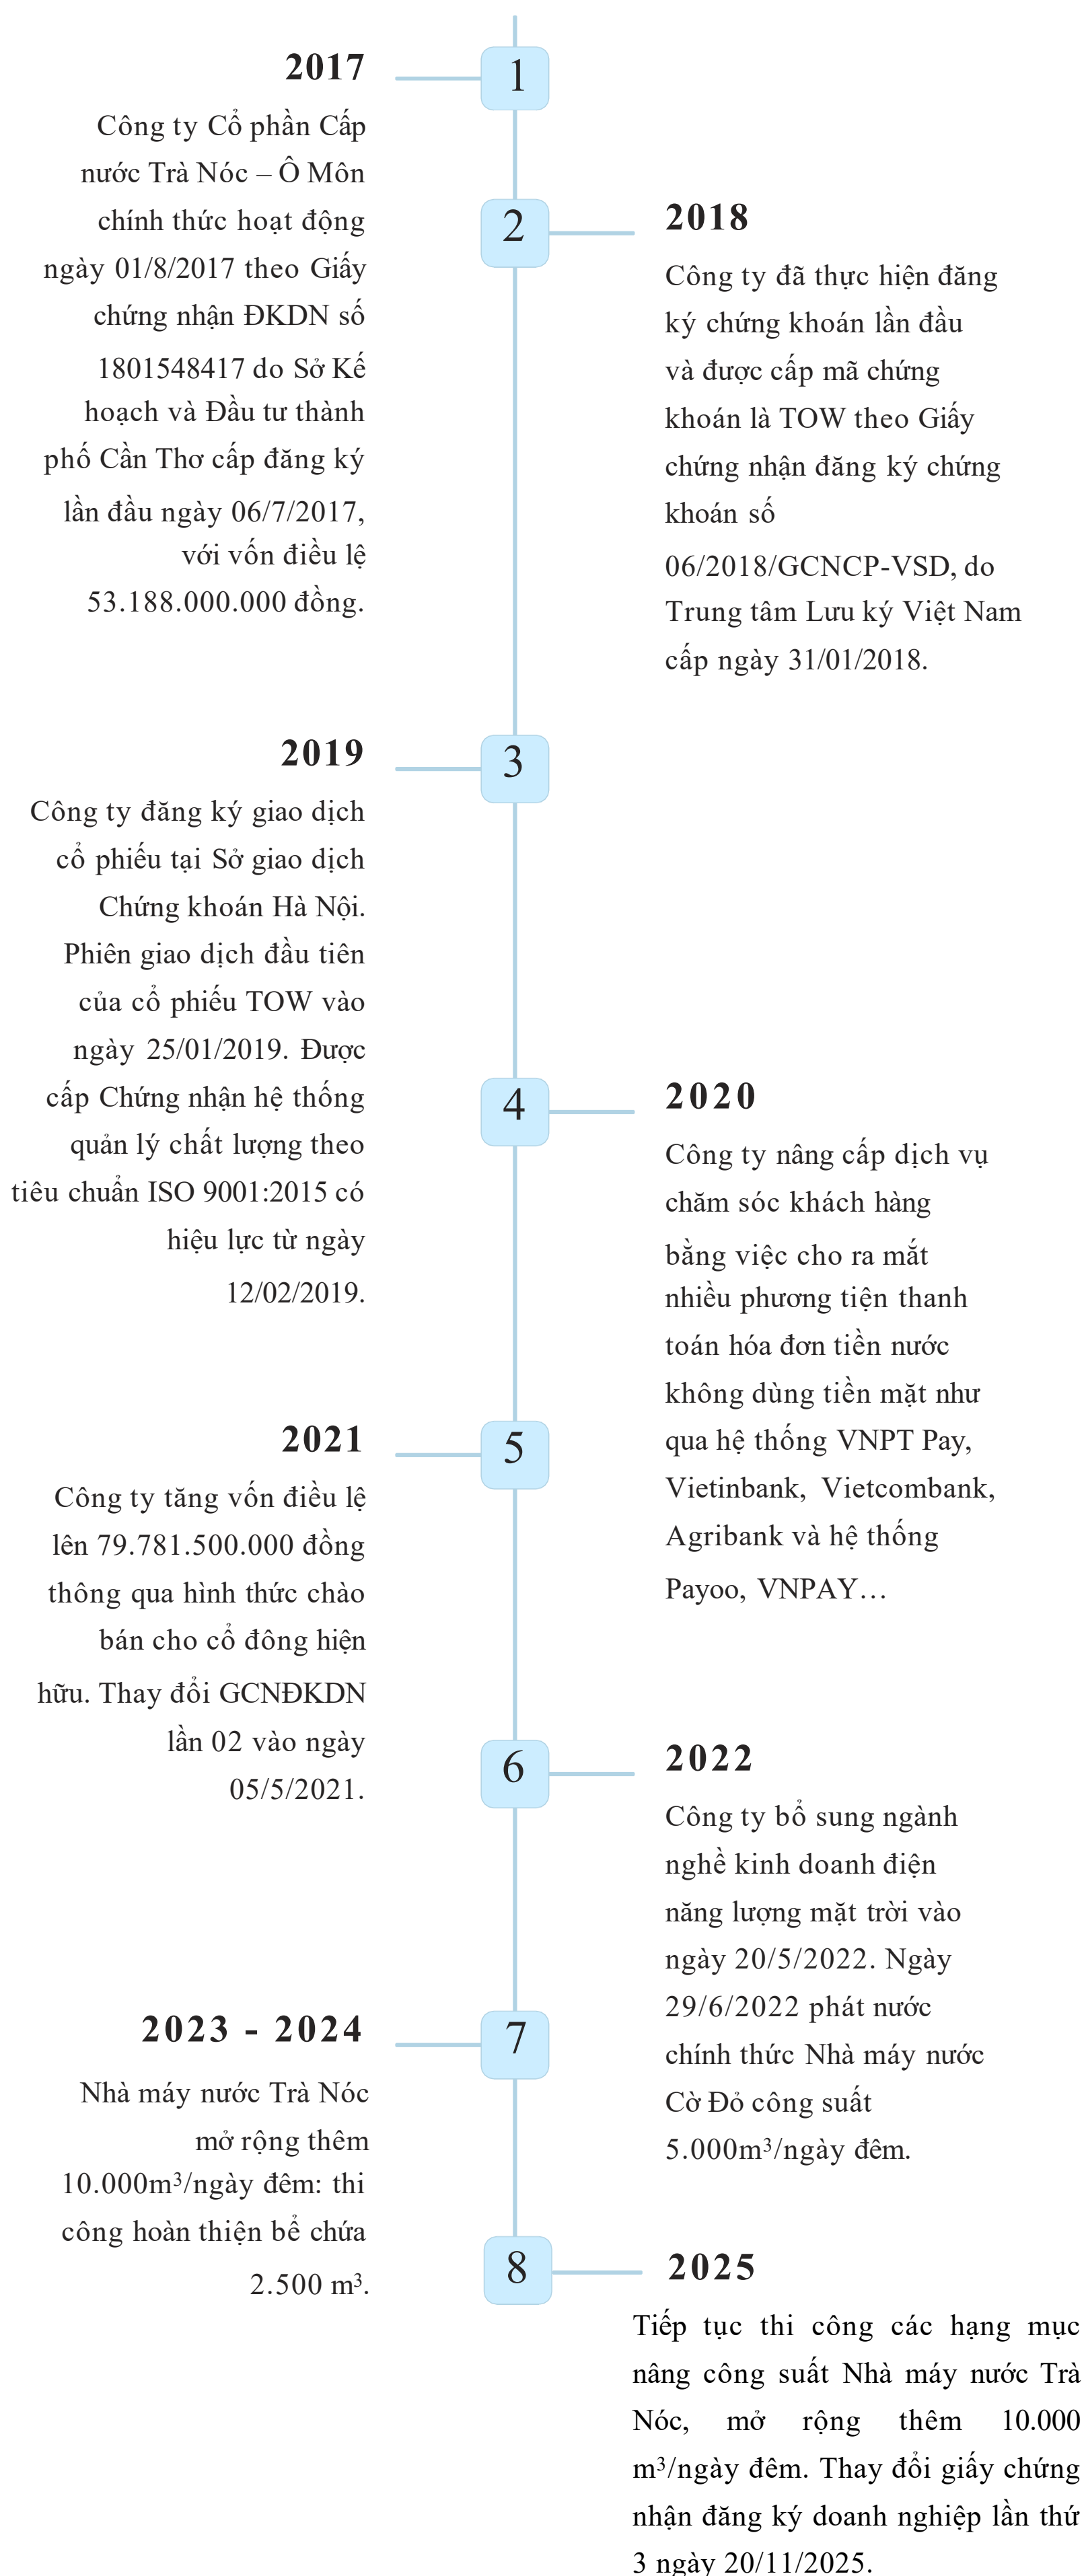 1
2017
Công ty Cổ phần Cấp
nước Trà Nóc – Ô Môn
chính thức hoạt động
ngày 01/8/2017 theo Giấy
chứng nhận ĐKDN số
1801548417 do Sở Kế
hoạch và Đầu tư thành
phố Cần Thơ cấp đăng ký
lần đầu ngày 06/7/2017,
với vốn điều lệ
53.188.000.000 đồng.
2
2018
Công ty đã thực hiện đăng
ký chứng khoán lần đầu
và được cấp mã chứng
khoán là TOW theo Giấy
chứng nhận đăng ký chứng
khoán số
06/2018/GCNCP-VSD, do
Trung tâm Lưu ký Việt Nam
cấp ngày 31/01/2018.
3
2019
Công ty đăng ký giao dịch
cổ phiếu tại Sở giao dịch
Chứng khoán Hà Nội.
Phiên giao dịch đầu tiên
của cổ phiếu TOW vào
ngày 25/01/2019. Được
cấp Chứng nhận hệ thống
quản lý chất lượng theo
tiêu chuẩn ISO 9001:2015 có
hiệu lực từ ngày
12/02/2019.
4
2020
Công ty nâng cấp dịch vụ
chăm sóc khách hàng
bằng việc cho ra mắt
nhiều phương tiện thanh
toán hóa đơn tiền nước
không dùng tiền mặt như
qua hệ thống VNPT Pay,
Vietinbank, Vietcombank,
Agribank và hệ thống
Payoo, VNPAY…
5
2021
Công ty tăng vốn điều lệ
lên 79.781.500.000 đồng
thông qua hình thức chào
bán cho cổ đông hiện
hữu. Thay đổi GCNĐKDN
lần 02 vào ngày
05/5/2021.
6
2022
Công ty bổ sung ngành
nghề kinh doanh điện
năng lượng mặt trời vào
ngày 20/5/2022. Ngày
29/6/2022 phát nước
chính thức Nhà máy nước
Cờ Đỏ công suất
5.000m³/ngày đêm.
7
2023 - 2024
Nhà máy nước Trà Nóc
mở rộng thêm
10.000m³/ngày đêm: thi
công hoàn thiện bể chứa
2.500 m³.
8
2025
Tiếp tục thi công các hạng mục
nâng công suất Nhà máy nước Trà
Nóc, mở rộng thêm 10.000
m³/ngày đêm. Thay đổi giấy chứng
nhận đăng ký doanh nghiệp lần thứ
3 ngày 20/11/2025.